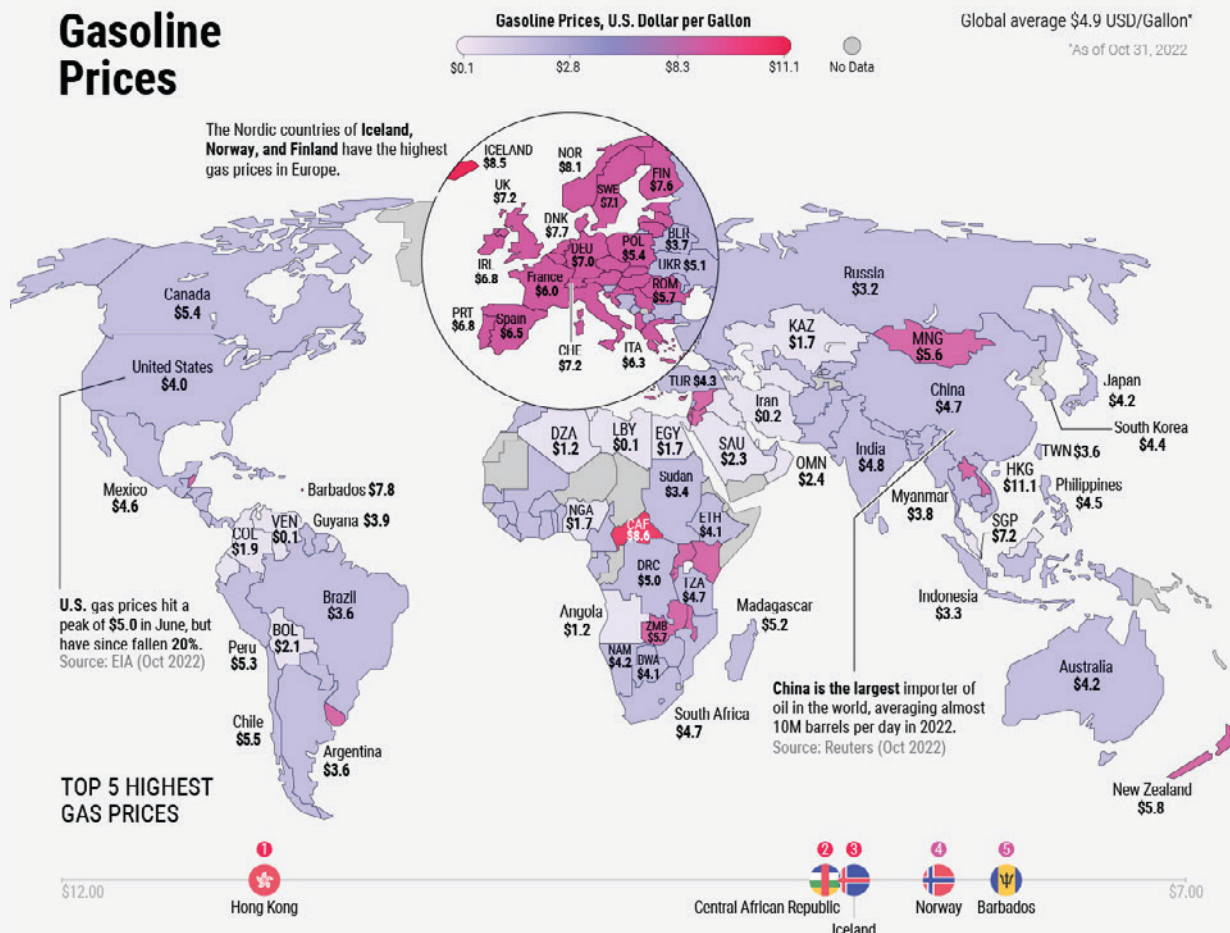 Gasoline
Prices
Gasoline Prices, U.S. Dollar per Gallon
$0.1
$2.8
$8.3
$11.1
No Data
Global average $4.9 USD/Gallon*
*As of Oct 31, 2022
The Nordic countries of Iceland,
Norway, and Finland have the highest
gas prices in Europe.
ICELAND
$8.5
NOR
$8.1
FIN
$7.6
UK
$7.2
SWE
$7.1
DNK
$7.7
BLR
$3.7
DEU
$7.0
POL
$5.4
UKR $5.1
IRL
$6.8
France
$6.0
ROM
$5.7
PRT
$6.8
Spain
$6.5
CHE
$7.2
ITA
$6.3
Canada
$5.4
United States
$4.0
Russia
$3.2
KAZ
$1.7
MNG
$5.6
TUR $4.3
Iran
$0.2
China
$4.7
Japan
$4.2
South Korea
$4.4
DZA
$1.2
LBY
$0.1
EGY
$1.7
SAU
$2.3
OMN
$2.4
India
$4.8
TWN $3.6
HKG
$11.1
Mexico
$4.6
Barbados $7.8
Guyana $3.9
VEN
$0.1
COL
$1.9
Sudan
$3.4
NGA
$1.7
CAF
$8.6
ETH
$4.1
Myanmar
$3.8
Philippines
$4.5
SGP
$7.2
DRC
$5.0
TZA
$4.7
Indonesia
$3.3
Brazil
$3.6
Angola
$1.2
Madagascar
$5.2
U.S. gas prices hit a
peak of $5.0 in June, but
have since fallen 20%.
Source: EIA (Oct 2022)
BOL
$2.1
Peru
$5.3
ZMB
$5.7
NAM
$4.2
BWA
$4.1
Australia
$4.2
South Africa
$4.7
China is the largest importer of
oil in the world, averaging almost
10M barrels per day in 2022.
Source: Reuters (Oct 2022)
Chile
$5.5
Argentina
$3.6
New Zealand
$5.8
TOP 5 HIGHEST
GAS PRICES
1
2
3
4
5
$12.00
$7.00
Hong Kong
Central African Republic
Iceland
Norway
Barbados